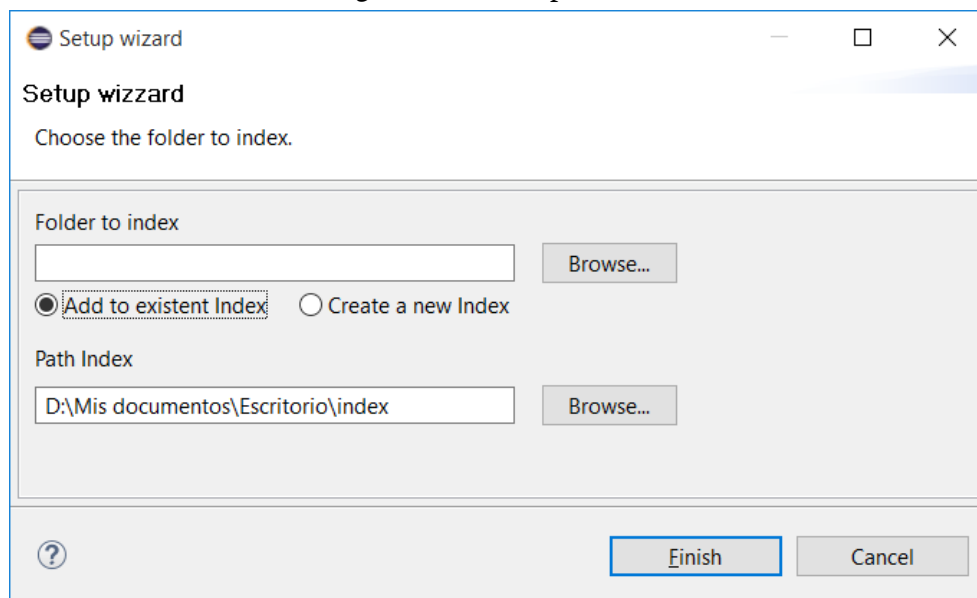 Setup wizard
Setup wizzard
Choose the folder to index.
Folder to index
Browse...
Add to existent Index Create a new Index
Path Index
D:\Mis documentos\Escritorio\index Browse...
Finish Cancel